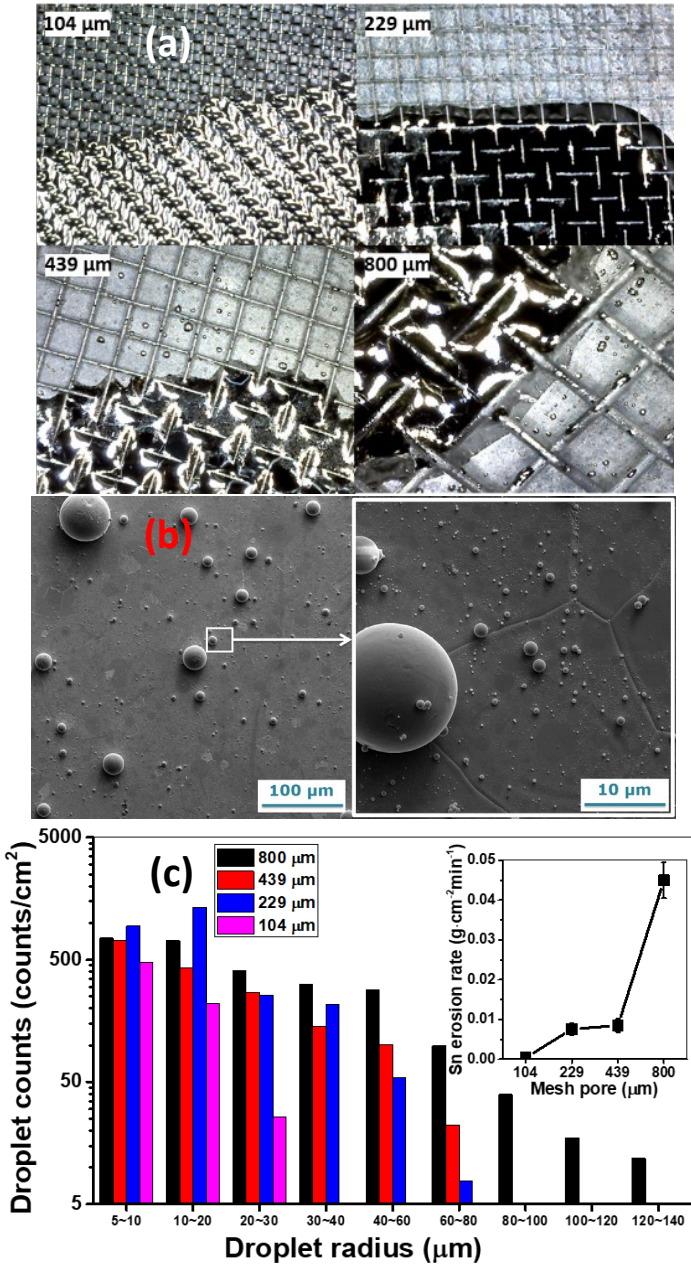 104 μm
(a)
229 μm
439 μm
800 μm
(b)
100 μm
10 μm
(c)
800 μm
439 μm
229 μm
104 μm
Droplet counts (counts/cm²)
5000
500
50
5
5~10
10~20
20~30
30~40
40~60
60~80
80~100
100~120
120~140
Droplet radius (μm)
Sn erosion rate (g·cm⁻²min⁻¹)
0.05
0.04
0.03
0.02
0.01
0.00
104
229
439
800
Mesh pore (μm)